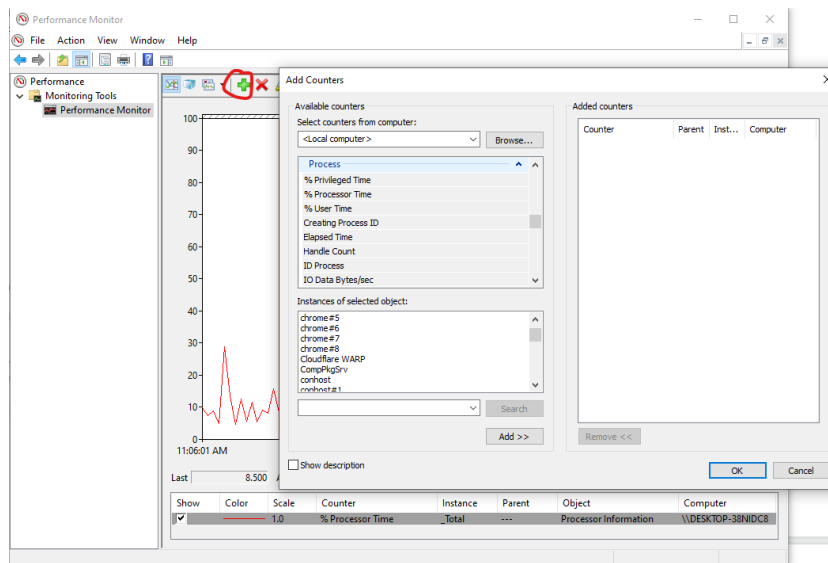 Performance Monitor
File Action View Window Help
Performance
Monitoring Tools
Performance Monitor
100
90
80
70
60
50
40
30
20
10
0
11:06:01 AM
Last 8.500
Add Counters
Available counters
Select counters from computer:
<Local computer>
Browse...
Process
% Privileged Time
% Processor Time
% User Time
Creating Process ID
Elapsed Time
Handle Count
ID Process
IO Data Bytes/sec
Instances of selected object:
chrome#5
chrome#6
chrome#7
chrome#8
Cloudflare WARP
CompPkgSrv
conhost
conhost#1
Search
Add >>
Show description
Added counters
Counter Parent Inst... Computer
Remove <<
OK Cancel
Show Color Scale Counter Instance Parent Object Computer
1.0 % Processor Time _Total --- Processor Information \\DESKTOP-38NIDC8